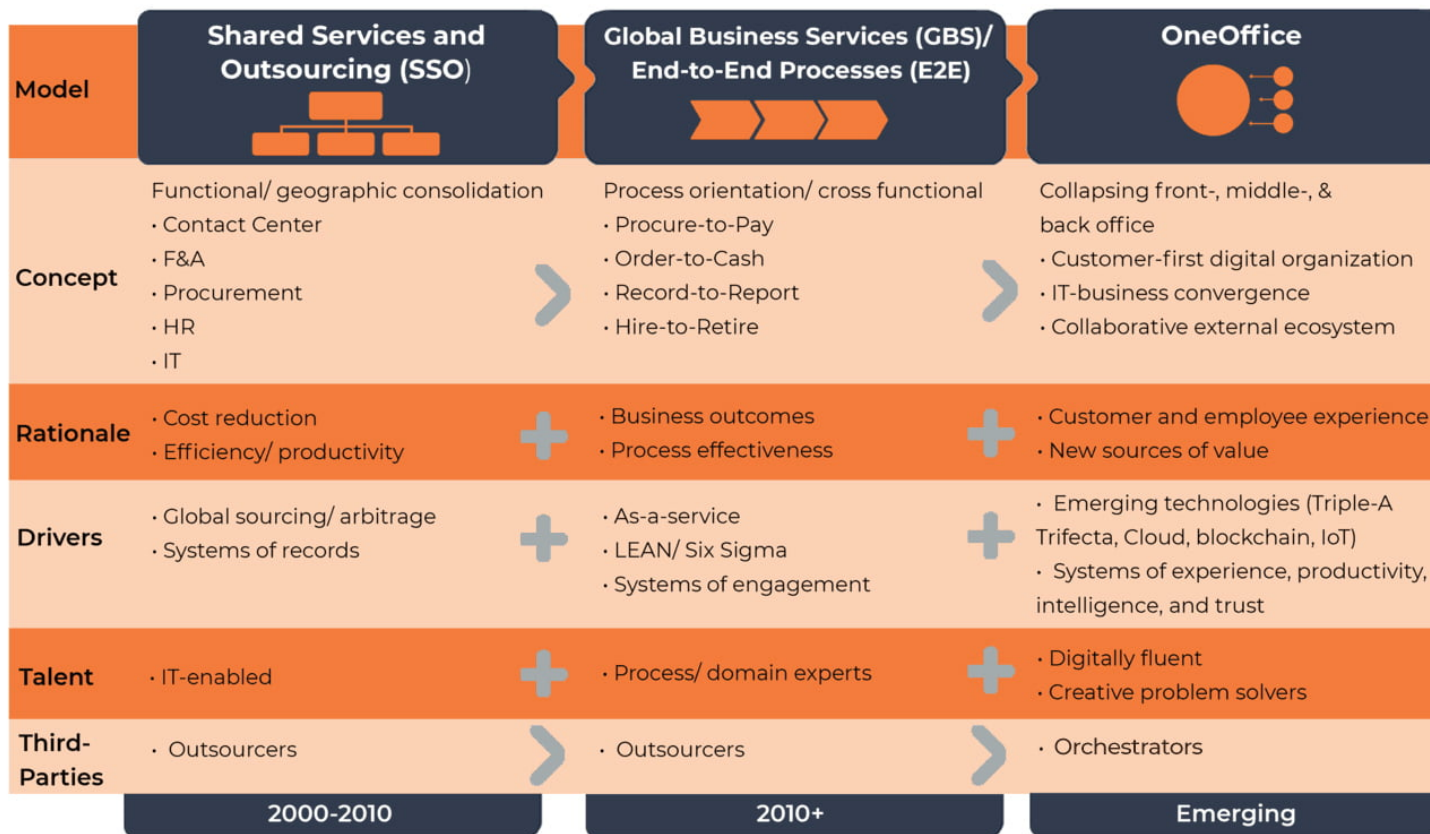 Model
Shared Services and
Outsourcing (SSO)
Global Business Services (GBS)/
End-to-End Processes (E2E)
OneOffice
Concept
Functional/ geographic consolidation
• Contact Center
• F&A
• Procurement
• HR
• IT
Process orientation/ cross functional
• Procure-to-Pay
• Order-to-Cash
• Record-to-Report
• Hire-to-Retire
Collapsing front-, middle-, &
back office
• Customer-first digital organization
• IT-business convergence
• Collaborative external ecosystem
Rationale
• Cost reduction
• Efficiency/ productivity
• Business outcomes
• Process effectiveness
• Customer and employee experience
• New sources of value
Drivers
• Global sourcing/ arbitrage
• Systems of records
• As-a-service
• LEAN/ Six Sigma
• Systems of engagement
• Emerging technologies (Triple-A
Trifecta, Cloud, blockchain, IoT)
• Systems of experience, productivity,
intelligence, and trust
Talent
• IT-enabled
• Process/ domain experts
• Digitally fluent
• Creative problem solvers
Third-
Parties
• Outsourcers
• Outsourcers
• Orchestrators
2000-2010
2010+
Emerging